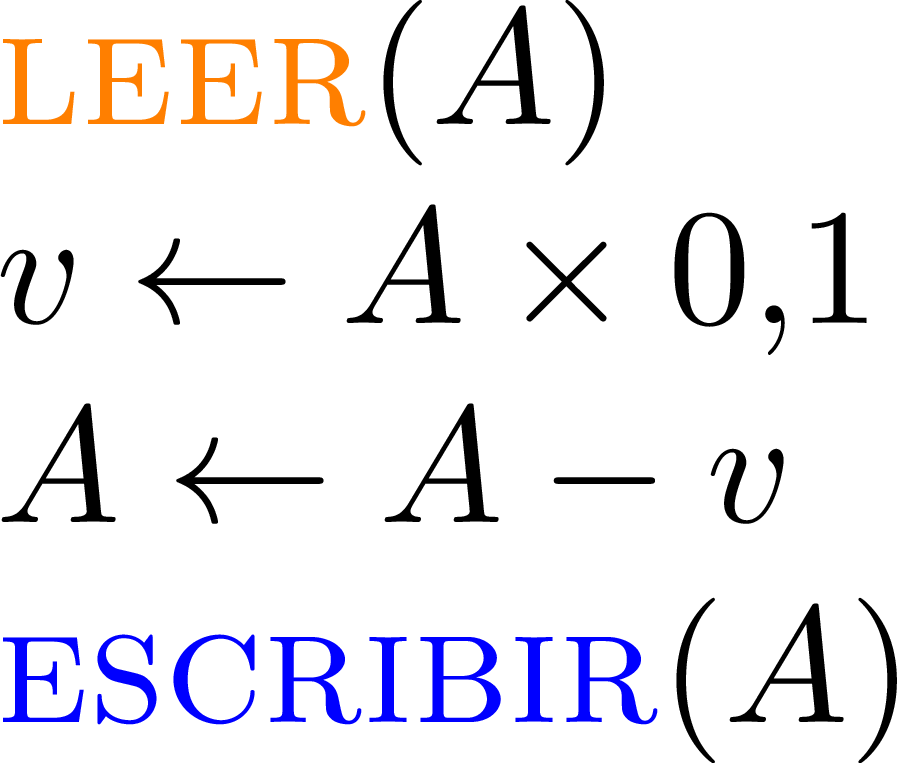 LEER(A)
v ← A × 0,1
A ← A − v
ESCRIBIR(A)